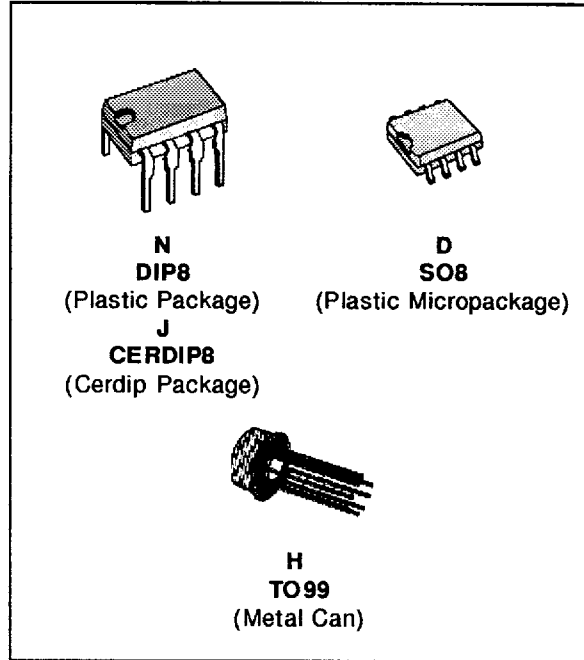 N
DIP8
(Plastic Package)
J
CERDIP8
(Cerdip Package)
D
SO8
(Plastic Micropackage)
H
TO99
(Metal Can)